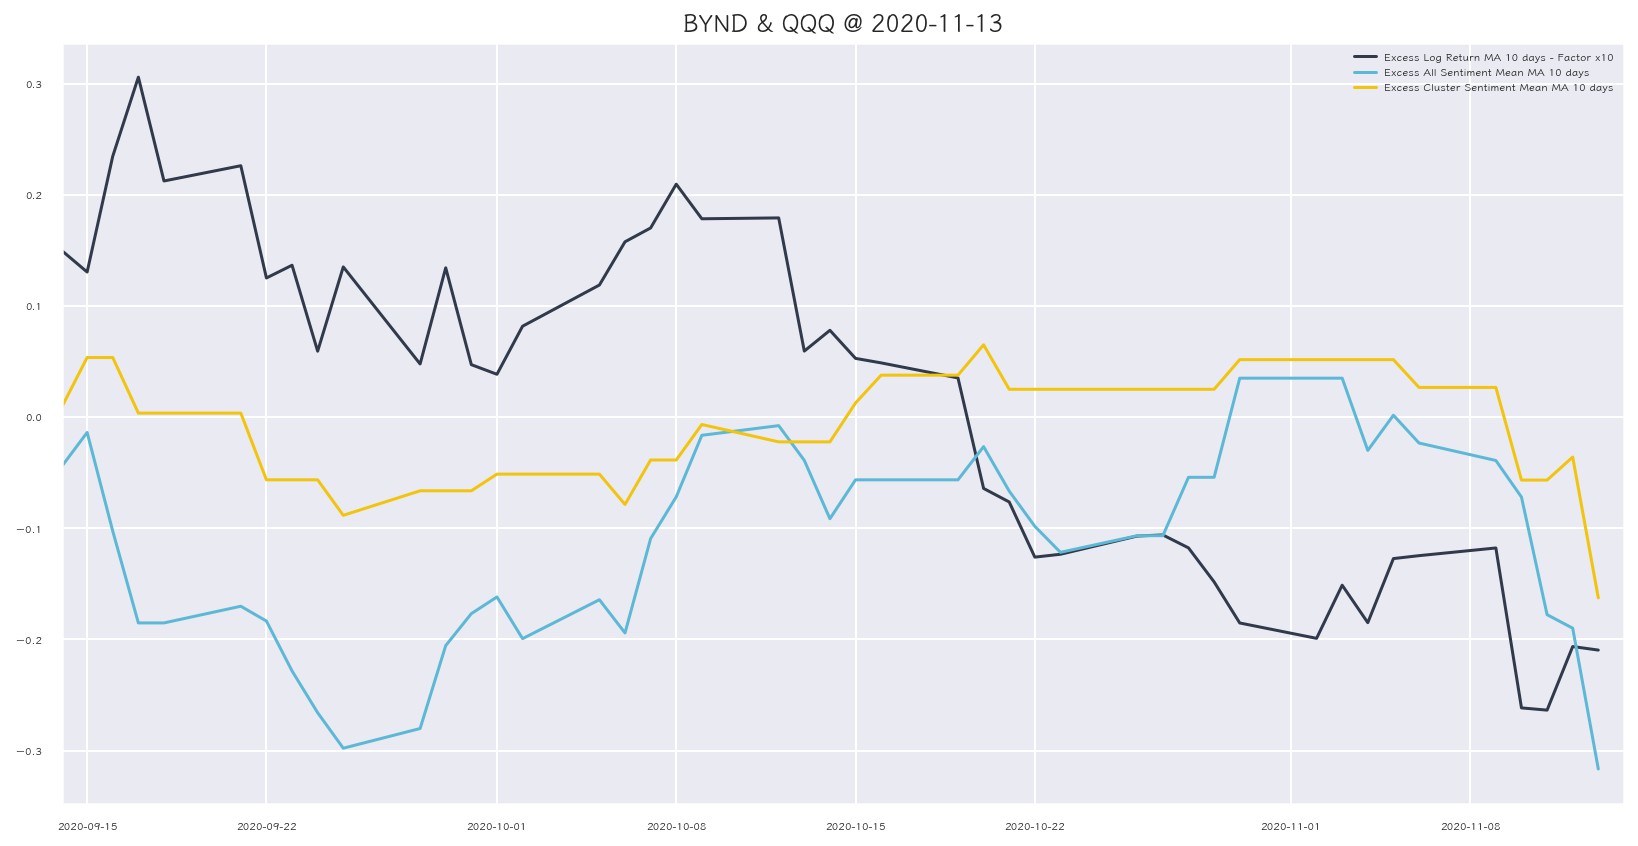 BYND & QQQ @ 2020-11-13
Excess Log Return MA 10 days - Factor x10
Excess All Sentiment Mean MA 10 days
Excess Cluster Sentiment Mean MA 10 days
0.3
0.2
0.1
0.0
−0.1
−0.2
−0.3
2020-09-15 2020-09-22 2020-10-01 2020-10-08 2020-10-15 2020-10-22 2020-11-01 2020-11-08